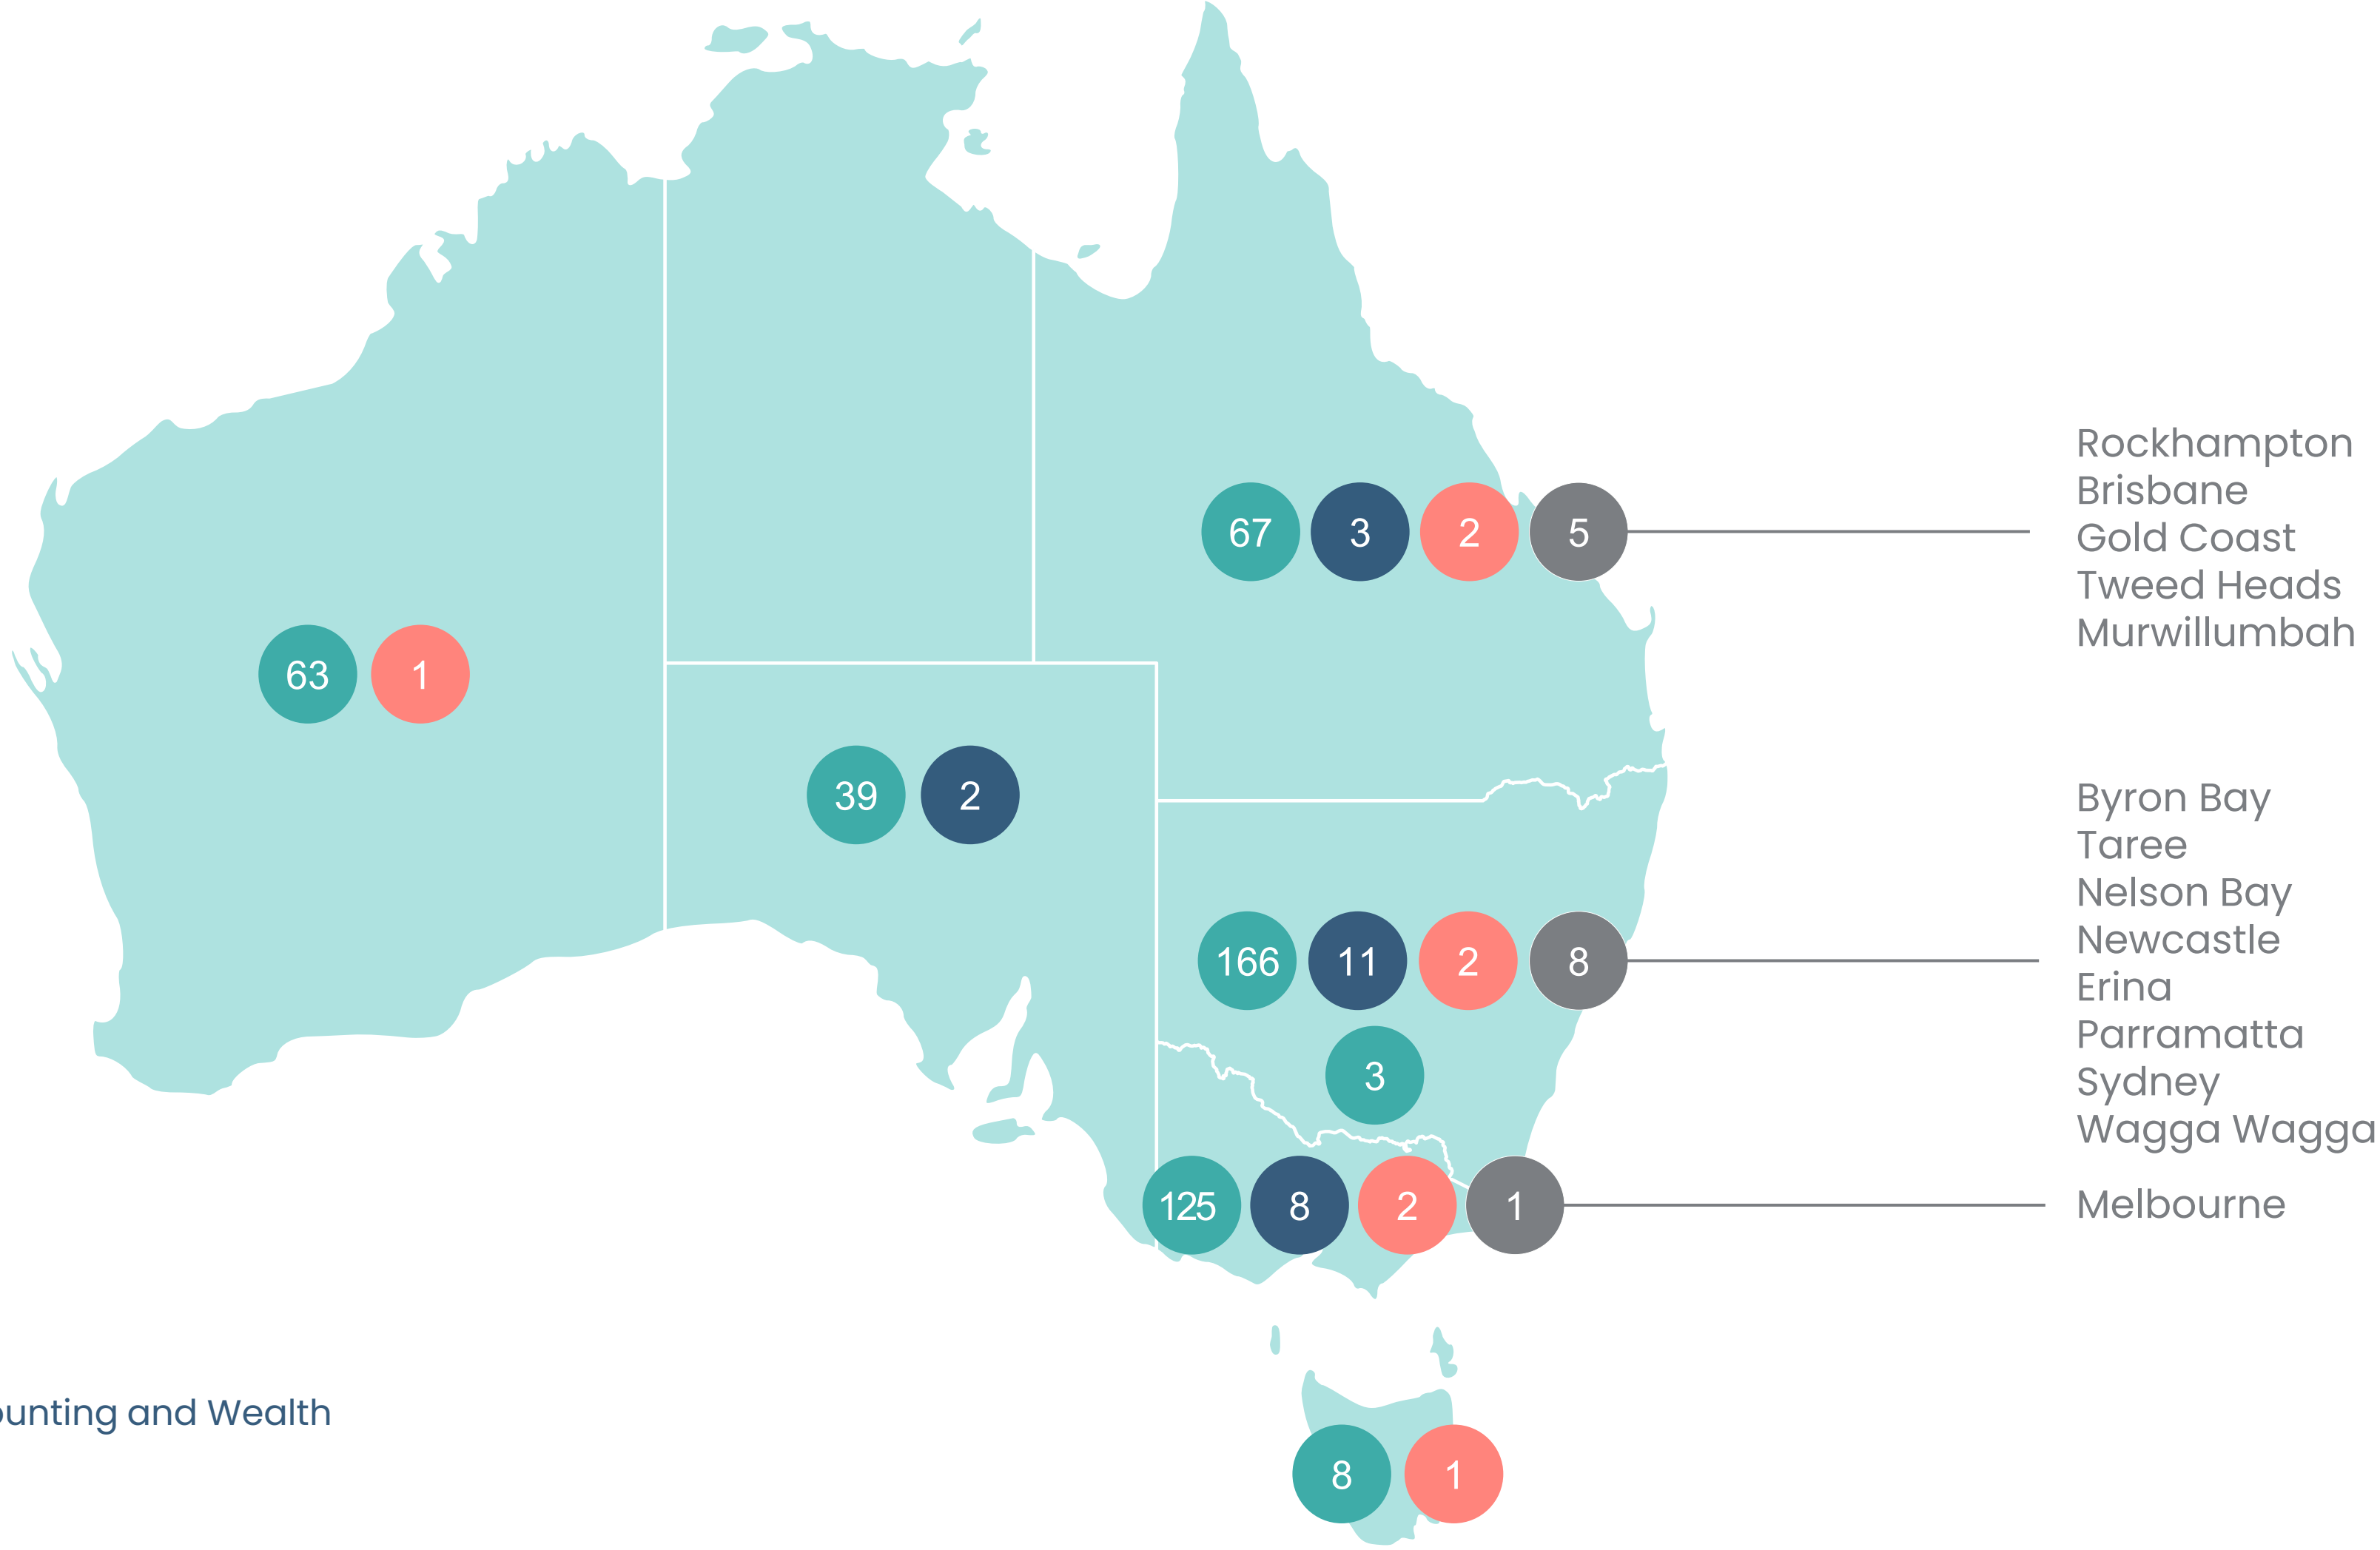 Rockhampton
Brisbane
67 3 2 5
Gold Coast
Tweed Heads
Murwillumbah
63 1
39 2
Byron Bay
Taree
Nelson Bay
Newcastle
166 11 2 8
Erina
Parramatta
Sydney
3
Wagga Wagga
125 8 2 1
Melbourne
ounting and Wealth
8 1